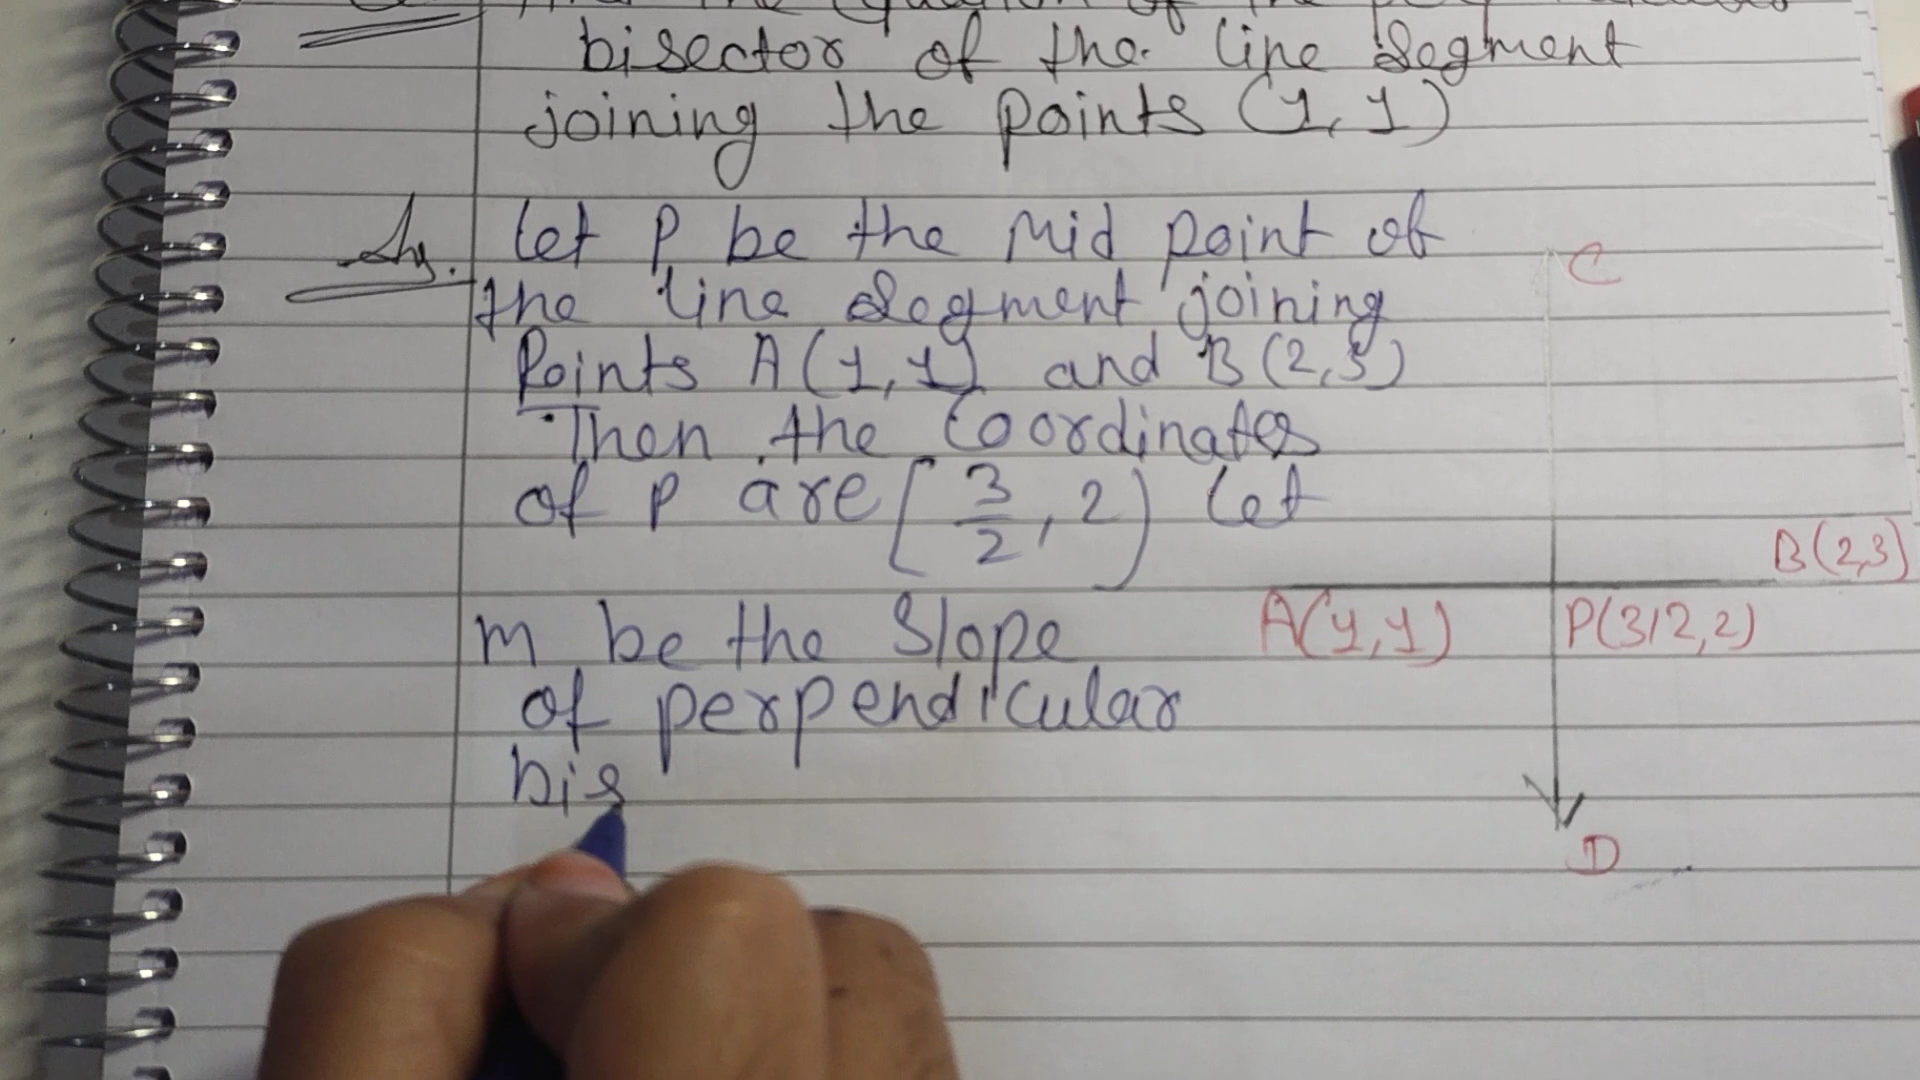 bisector of the line segment
joining the points (1, 1)
Ans.
let P be the Mid point of
the line segment joining
Points A (1, 1) and B (2,3)
Then the Coordinates
of P are [3/2, 2) let
m be the Slope
of perpendicular
bis
C
B(2,3)
A(1,1)
P(3/2,2)
D